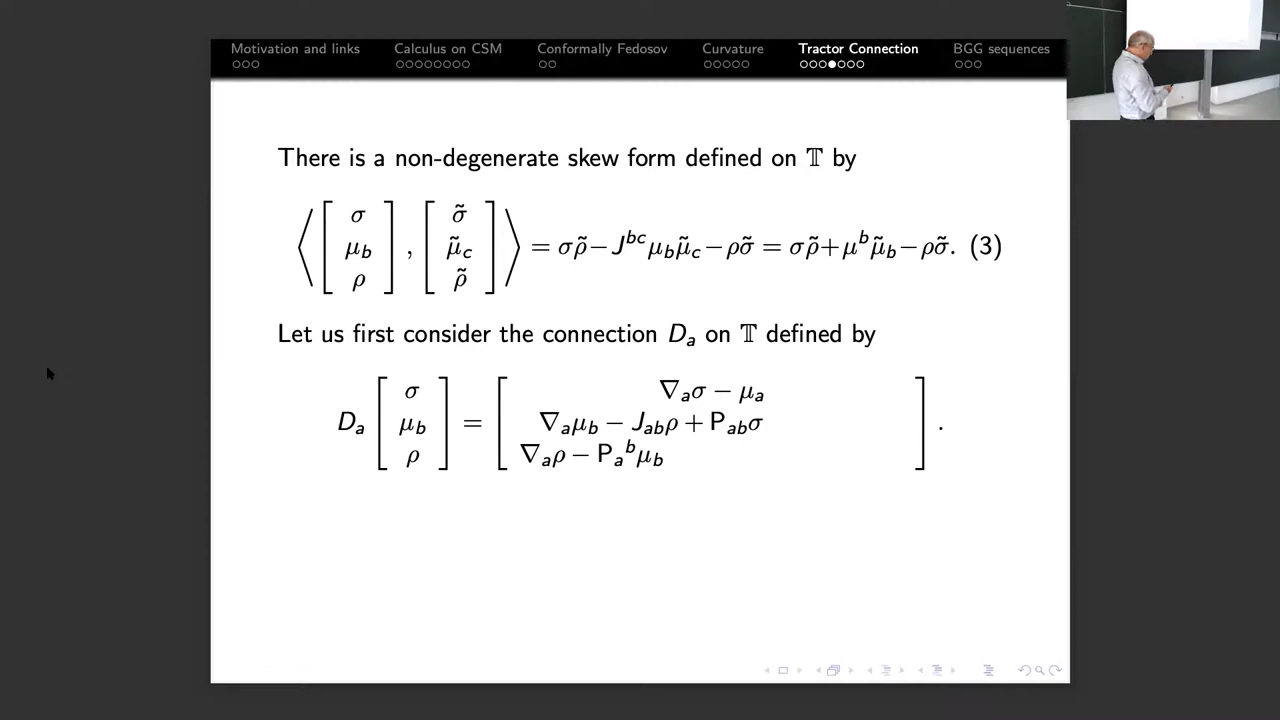 Motivation and links Calculus on CSM Conformally Fedosov Curvature Tractor Connection BGG sequences
There is a non-degenerate skew form defined on 𝕋 by
⟨[σ μ_b ρ], [σ̃ μ̃_c ρ̃]⟩ = σρ̃ − J^{bc}μ_bμ̃_c − ρσ̃ = σρ̃ + μ^bμ̃_b − ρσ̃. (3)
Let us first consider the connection D_a on 𝕋 defined by
D_a [σ μ_b ρ] = [∇_aσ − μ_a
∇_aμ_b − J_{ab}ρ + P_{ab}σ
∇_aρ − P_a^bμ_b].